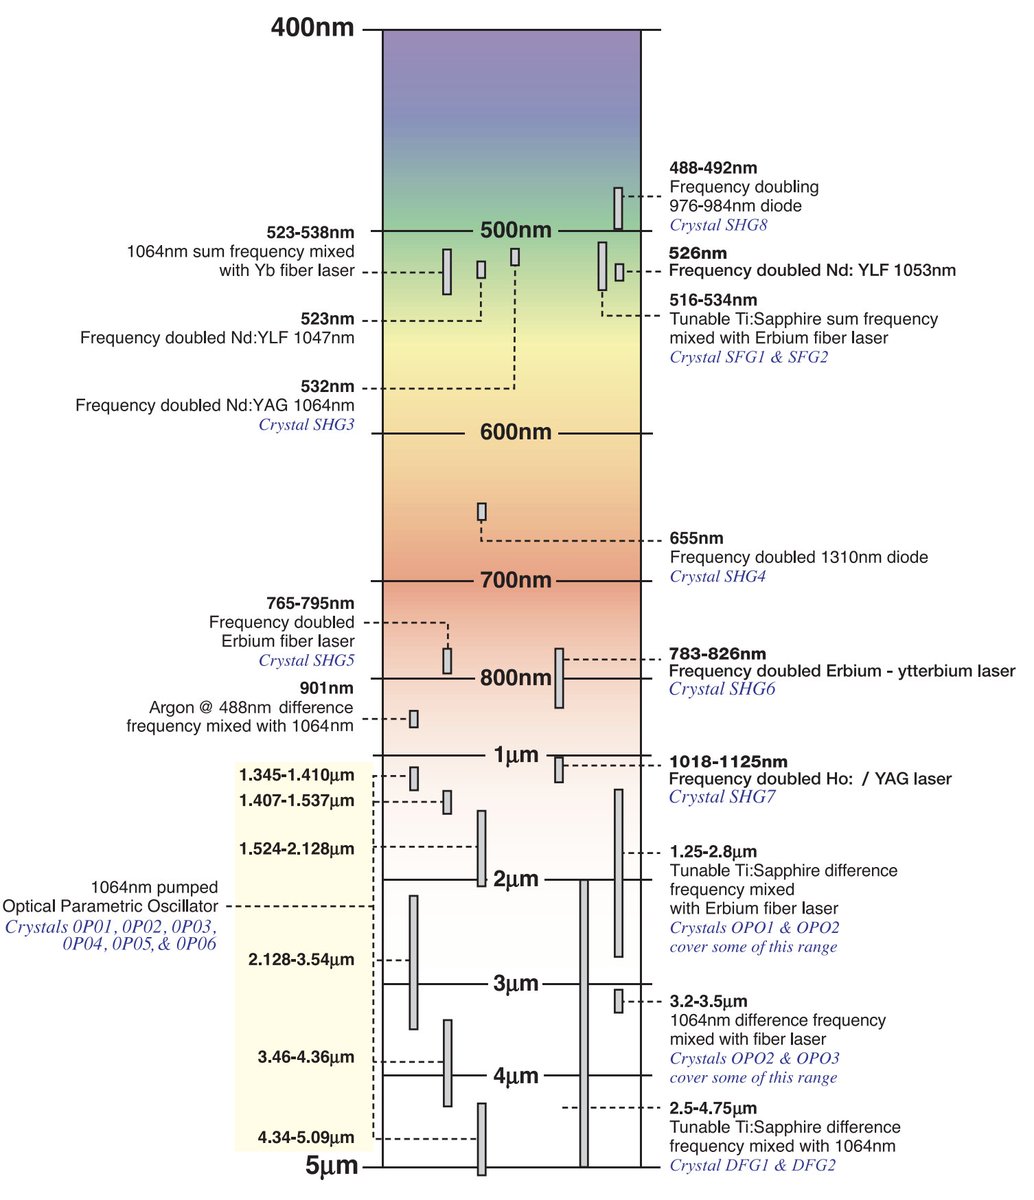 400nm
488-492nm
Frequency doubling
976-984nm diode
Crystal SHG8
500nm
523-538nm
1064nm sum frequency mixed
with Yb fiber laser
526nm
Frequency doubled Nd: YLF 1053nm
516-534nm
Tunable Ti:Sapphire sum frequency
mixed with Erbium fiber laser
Crystal SFG1 & SFG2
523nm
Frequency doubled Nd:YLF 1047nm
532nm
Frequency doubled Nd:YAG 1064nm
Crystal SHG3
600nm
655nm
Frequency doubled 1310nm diode
Crystal SHG4
700nm
765-795nm
Frequency doubled
Erbium fiber laser
Crystal SHG5
783-826nm
Frequency doubled Erbium - ytterbium laser
Crystal SHG6
800nm
901nm
Argon @ 488nm difference
frequency mixed with 1064nm
1µm
1018-1125nm
Frequency doubled Ho: / YAG laser
Crystal SHG7
1.345-1.410µm
1.407-1.537µm
1.524-2.128µm
1.25-2.8µm
Tunable Ti:Sapphire difference
frequency mixed
with Erbium fiber laser
Crystals OPO1 & OPO2
cover some of this range
2µm
1064nm pumped
Optical Parametric Oscillator
Crystals 0P01, 0P02, 0P03,
0P04, 0P05, & 0P06
2.128-3.54µm
3µm
3.2-3.5µm
1064nm difference frequency
mixed with fiber laser
Crystals OPO2 & OPO3
cover some of this range
3.46-4.36µm
4µm
2.5-4.75µm
Tunable Ti:Sapphire difference
frequency mixed with 1064nm
Crystal DFG1 & DFG2
4.34-5.09µm
5µm